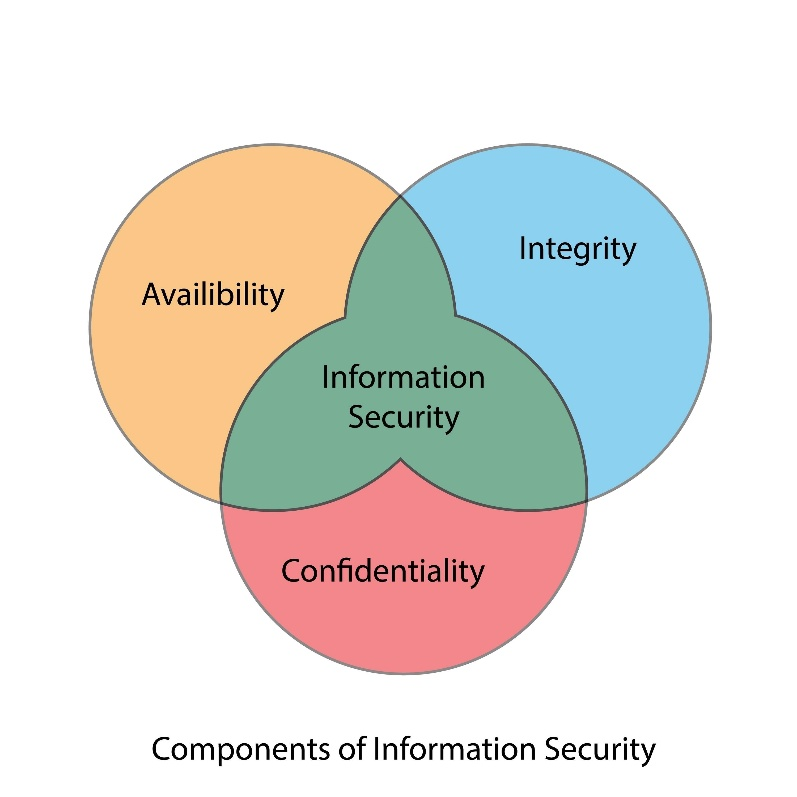 Integrity
Availibility
Information
Security
Confidentiality
Components of Information Security